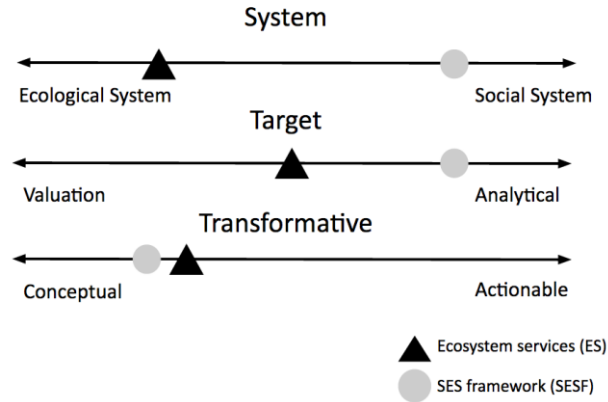 System
Ecological System Social System
Target
Valuation Analytical
Transformative
Conceptual Actionable
Ecosystem services (ES)
SES framework (SESF)